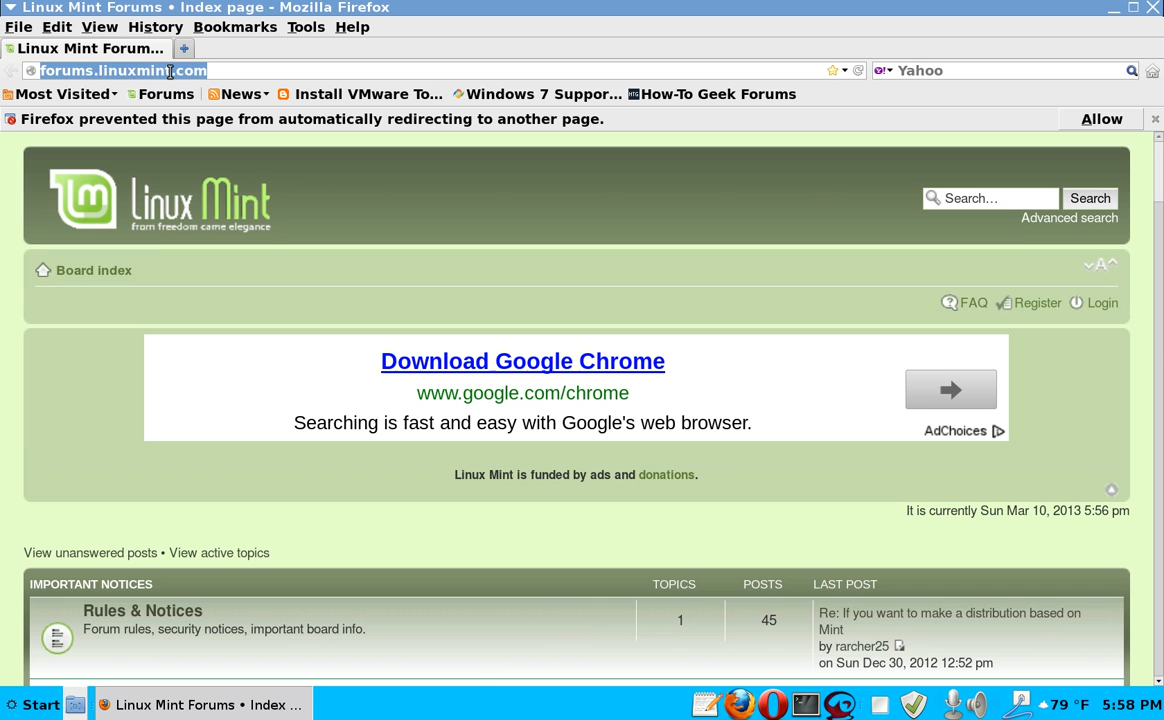 Linux Mint Forums • Index page - Mozilla Firefox
File Edit View History Bookmarks Tools Help
Linux Mint Forum...
forums.linuxmint.com
Yahoo
Most Visited Forums News Install VMware To... Windows 7 Suppor... How-To Geek Forums
Firefox prevented this page from automatically redirecting to another page. Allow
Linux Mint
from freedom came elegance
Search... Search
Advanced search
Board index
FAQ Register Login
Download Google Chrome
www.google.com/chrome
Searching is fast and easy with Google's web browser.
AdChoices
Linux Mint is funded by ads and donations.
It is currently Sun Mar 10, 2013 5:56 pm
View unanswered posts • View active topics
IMPORTANT NOTICES TOPICS POSTS LAST POST
Rules & Notices
Forum rules, security notices, important board info.
1 45
Re: If you want to make a distribution based on
Mint
by rarcher25
on Sun Dec 30, 2012 12:52 pm
Start Linux Mint Forums • Index ... 79 °F 5:58 PM